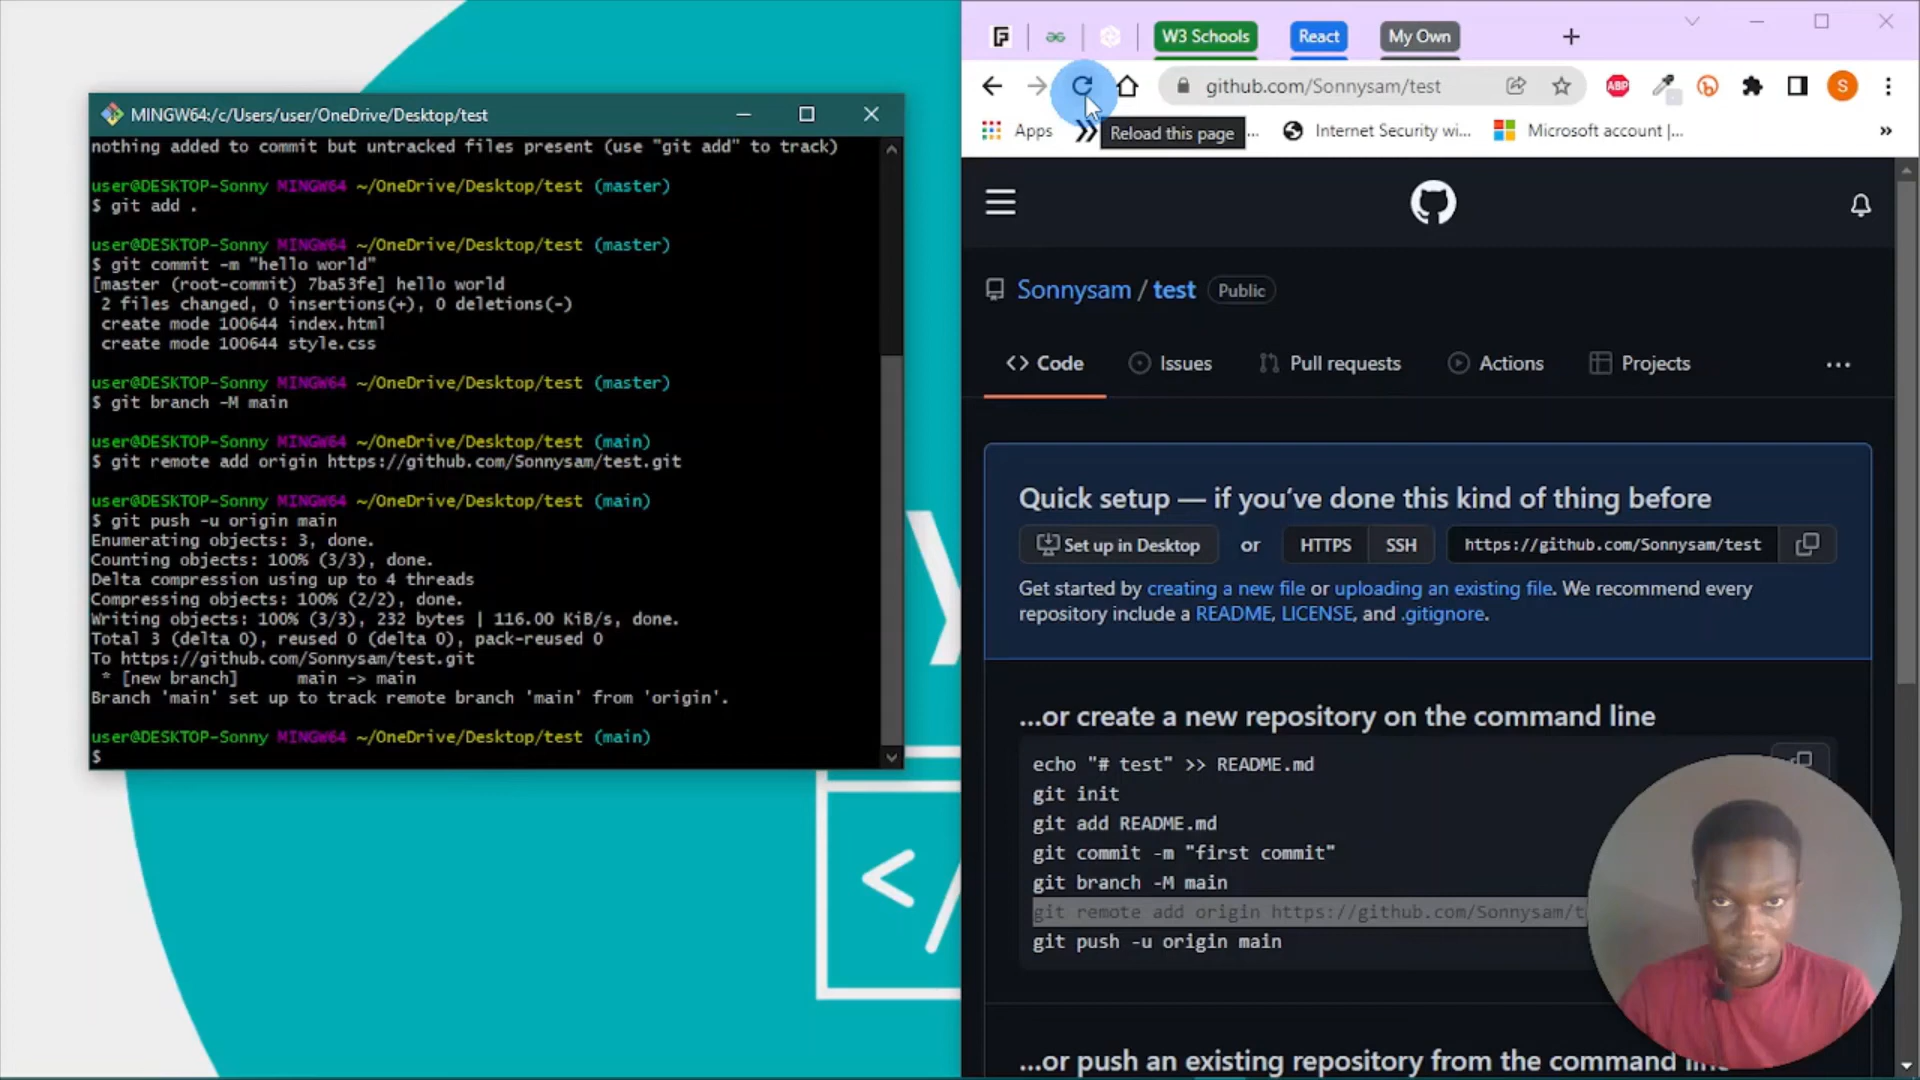 MINGW64:/c/Users/user/OneDrive/Desktop/test
nothing added to commit but untracked files present (use "git add" to track)
user@DESKTOP-Sonny MINGW64 ~/OneDrive/Desktop/test (master)
$ git add .
user@DESKTOP-Sonny MINGW64 ~/OneDrive/Desktop/test (master)
$ git commit -m "hello world"
[master (root-commit) 7ba53fe] hello world
2 files changed, 0 insertions(+), 0 deletions(-)
create mode 100644 index.html
create mode 100644 style.css
user@DESKTOP-Sonny MINGW64 ~/OneDrive/Desktop/test (master)
$ git branch -M main
user@DESKTOP-Sonny MINGW64 ~/OneDrive/Desktop/test (main)
$ git remote add origin https://github.com/Sonnysam/test.git
user@DESKTOP-Sonny MINGW64 ~/OneDrive/Desktop/test (main)
$ git push -u origin main
Enumerating objects: 3, done.
Counting objects: 100% (3/3), done.
Delta compression using up to 4 threads
Compressing objects: 100% (2/2), done.
Writing objects: 100% (3/3), 232 bytes | 116.00 KiB/s, done.
Total 3 (delta 0), reused 0 (delta 0), pack-reused 0
To https://github.com/Sonnysam/test.git
* [new branch] main -> main
Branch 'main' set up to track remote branch 'main' from 'origin'.
user@DESKTOP-Sonny MINGW64 ~/OneDrive/Desktop/test (main)
$
</
W3 Schools React My Own
github.com/Sonnysam/test ABP S
Apps Reload this page ... Internet Security wi... Microsoft account |...
Sonnysam / test Public
Code Issues Pull requests Actions Projects
Quick setup — if you've done this kind of thing before
Set up in Desktop or HTTPS SSH https://github.com/Sonnysam/test
Get started by creating a new file or uploading an existing file. We recommend every
repository include a README, LICENSE, and .gitignore.
...or create a new repository on the command line
echo "# test" >> README.md
git init
git add README.md
git commit -m "first commit"
git branch -M main
git remote add origin https://github.com/Sonnysam/t
git push -u origin main
...or push an existing repository from the command line